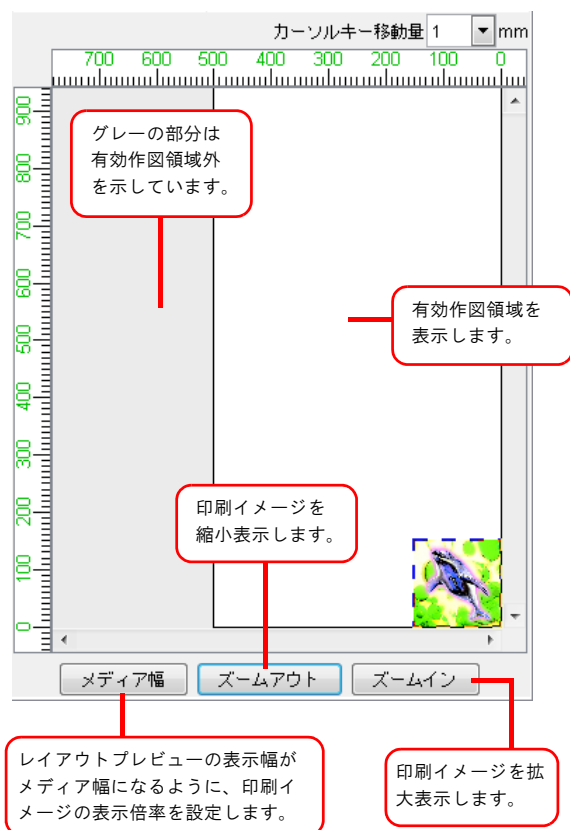 カーソルキー移動量 1 mm
700 600 500 400 300 200 100 0
900
800
700
600
500
400
300
200
100
0
グレーの部分は
有効作図領域外
を示しています。
有効作図領域を
表示します。
印刷イメージを
縮小表示します。
メディア幅 ズームアウト ズームイン
レイアウトプレビューの表示幅が
メディア幅になるように、印刷イ
メージの表示倍率を設定します。
印刷イメージを拡
大表示します。